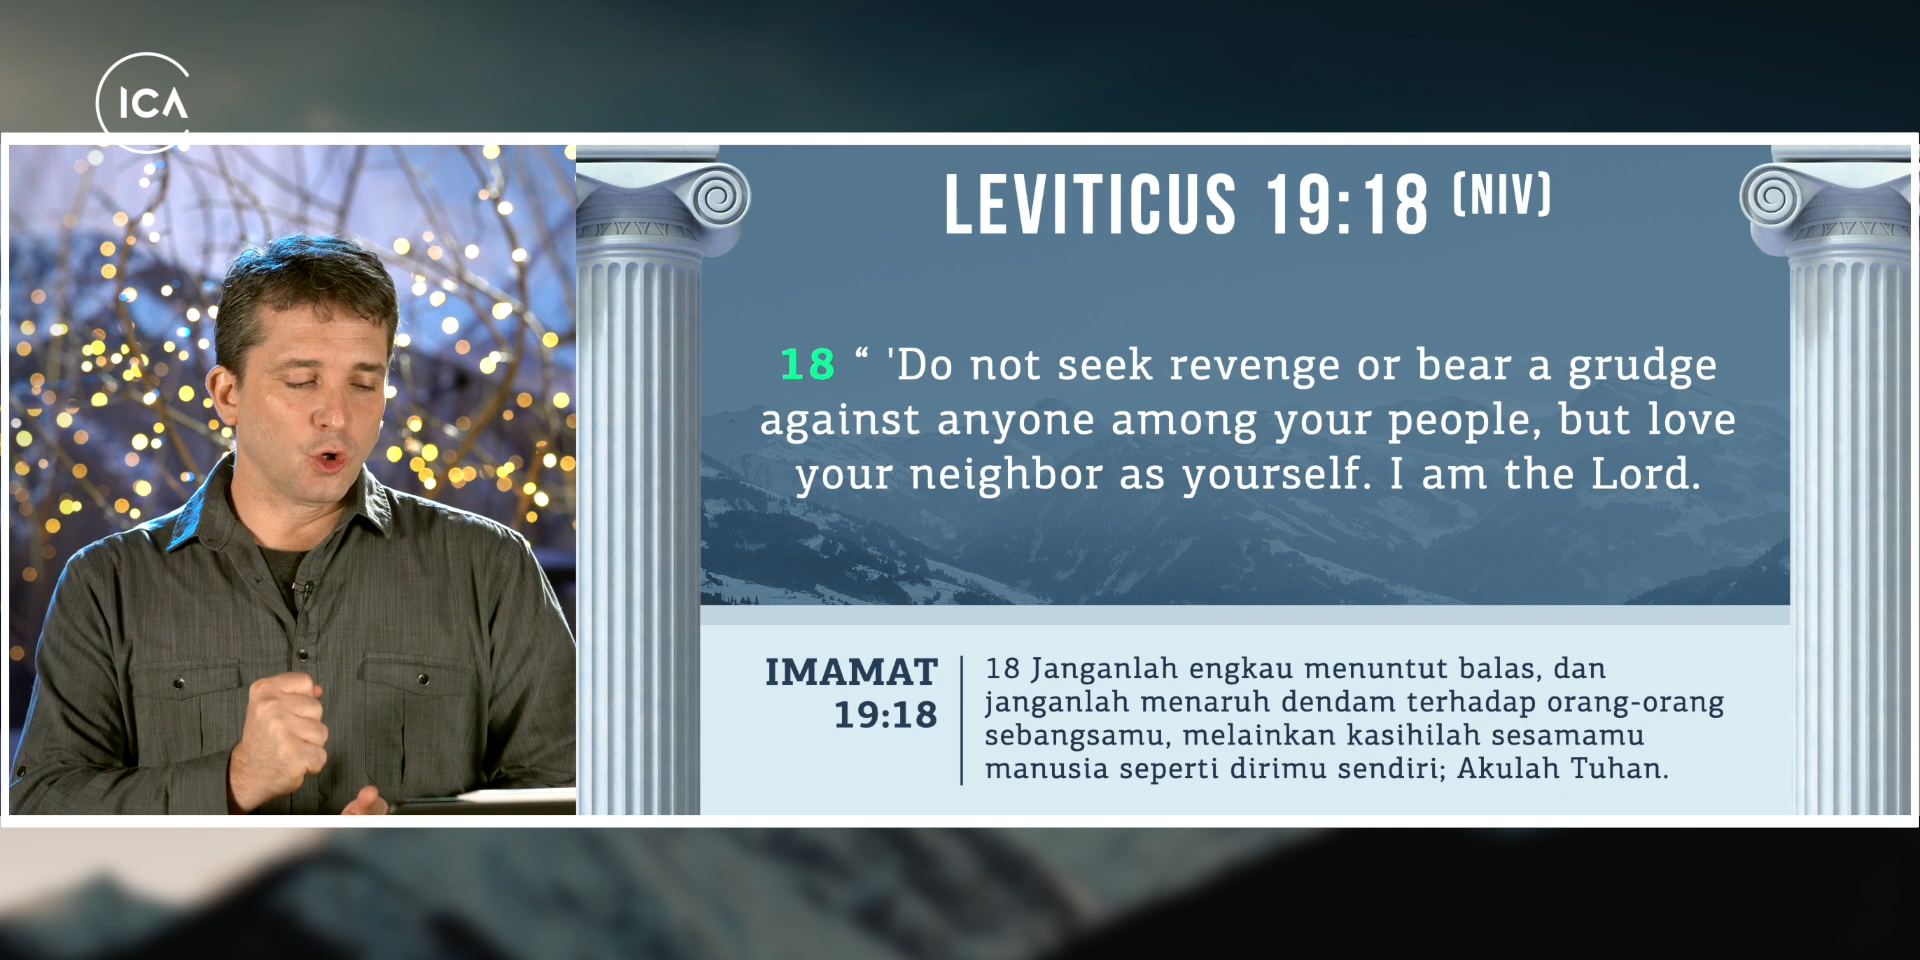 ICA
LEVITICUS 19:18 (NIV)
18 “ 'Do not seek revenge or bear a grudge
against anyone among your people, but love
your neighbor as yourself. I am the Lord.
IMAMAT
19:18
18 Janganlah engkau menuntut balas, dan
janganlah menaruh dendam terhadap orang-orang
sebangsamu, melainkan kasihilah sesamamu
manusia seperti dirimu sendiri; Akulah Tuhan.